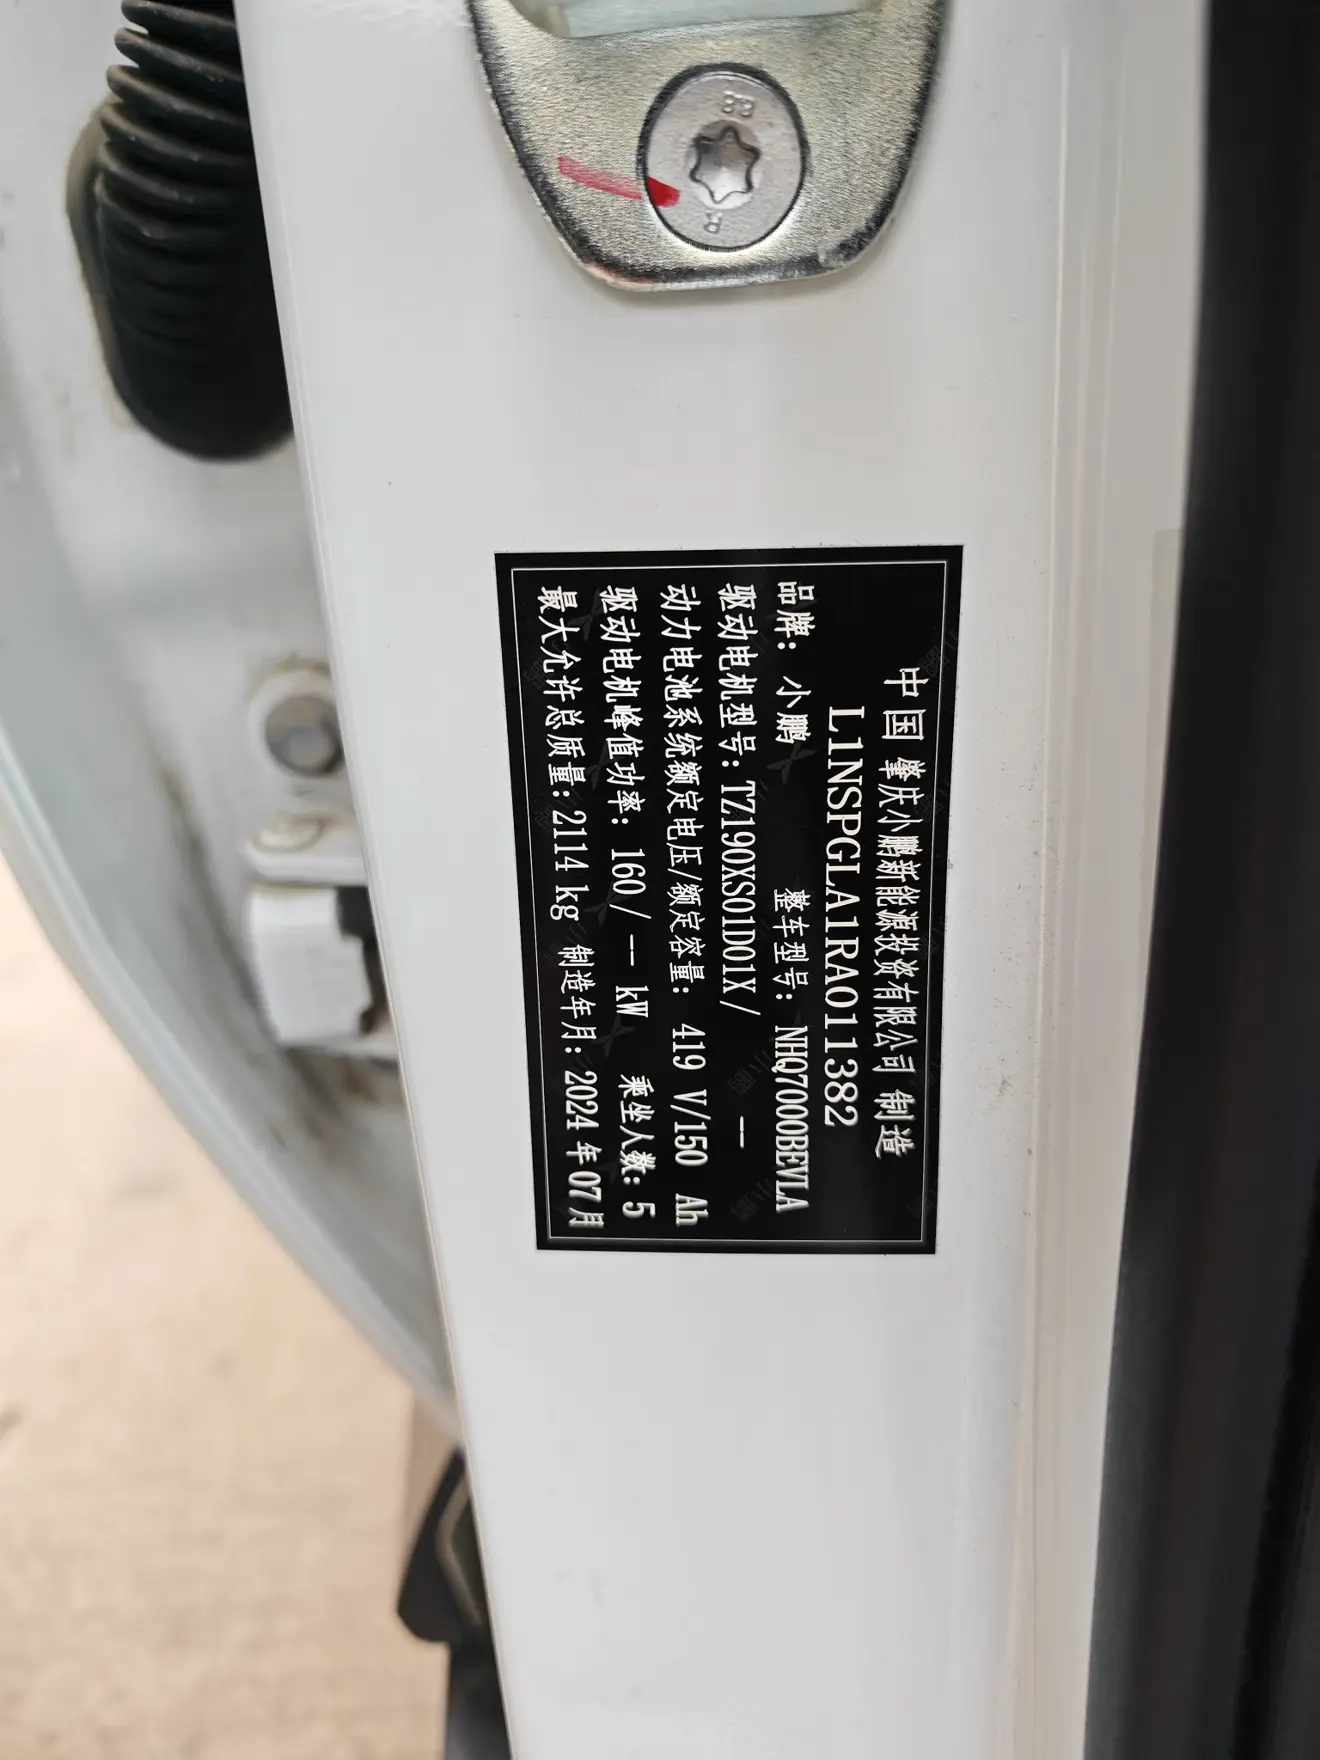 中国 肇庆小鹏新能源投资有限公司 制造
L1NSPGLA1RA011382
品牌： 小鹏 整车型号： NHQ7000BEVLA
驱动电机型号：TZ190XS01D01X/ --
动力电池系统额定电压/额定容量： 419 V/150 Ah
驱动电机峰值功率： 160/ -- kW 乘坐人数：5
最大允许总质量：2114 kg 制造年月：2024 年07月